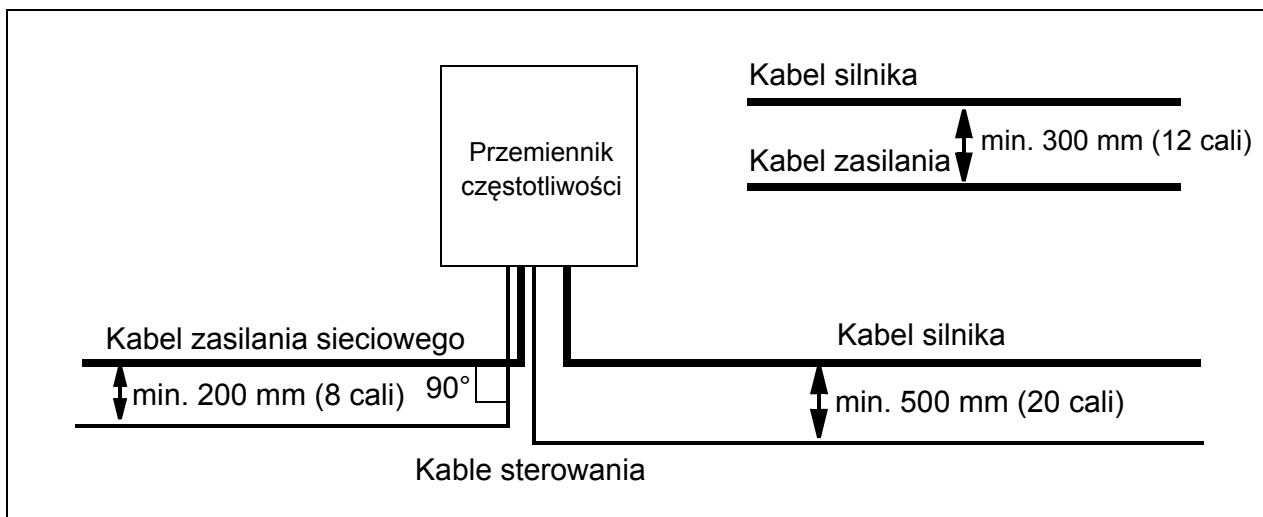 Kabel silnika
Przemiennik
częstotliwości
min. 300 mm (12 cali)
Kabel zasilania
Kabel zasilania sieciowego
Kabel silnika
min. 200 mm (8 cali)
90°
min. 500 mm (20 cali)
Kable sterowania